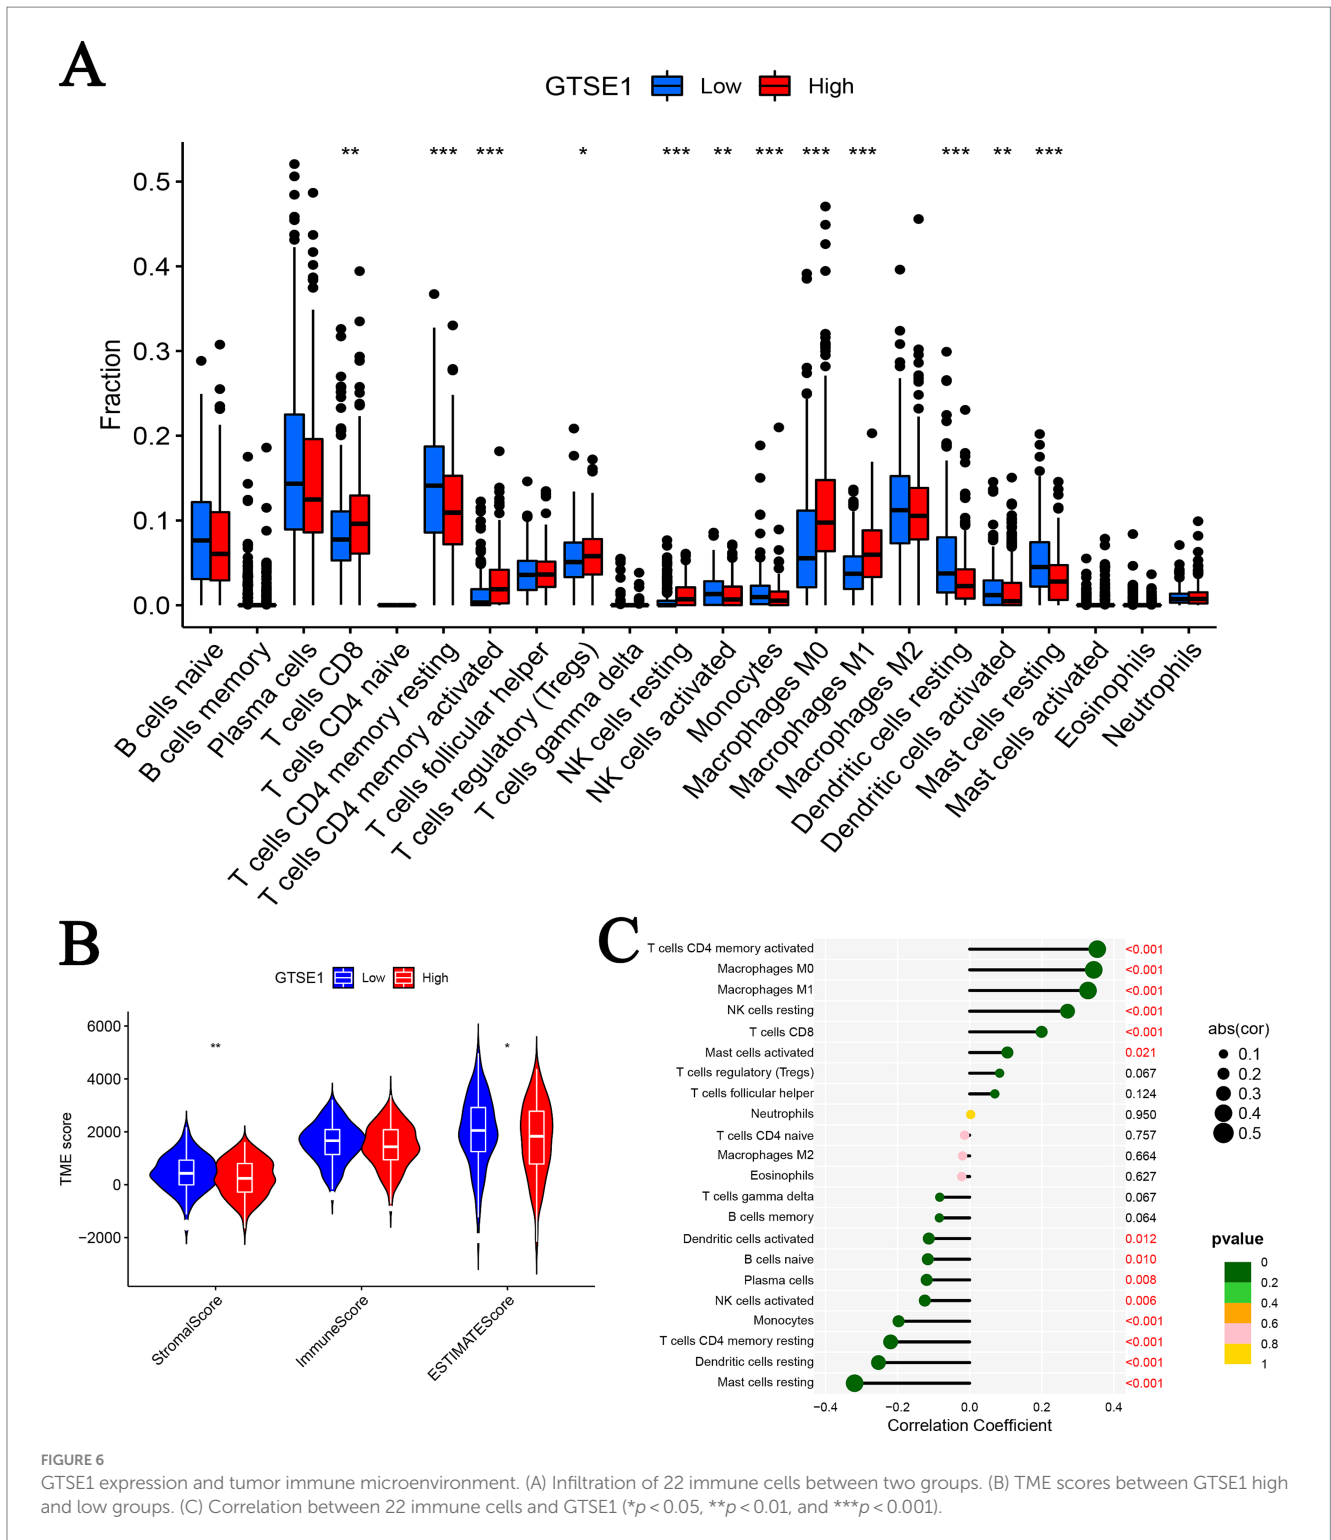 A
GTSE1 Low High
** *** *** * *** ** *** *** *** *** ** ***
0.5
0.4
0.3
0.2
0.1
0.0
Fraction
B cells naive
B cells memory
Plasma cells
T cells CD8
T cells CD4 naive
T cells CD4 memory resting
T cells CD4 memory activated
T cells follicular helper
T cells regulatory (Tregs)
T cells gamma delta
NK cells resting
NK cells activated
Monocytes
Macrophages M0
Macrophages M1
Macrophages M2
Dendritic cells resting
Dendritic cells activated
Mast cells resting
Mast cells activated
Eosinophils
Neutrophils
B
GTSE1 Low High
** *
6000
4000
2000
0
−2000
TME score
StromalScore
ImmuneScore
ESTIMATEScore
C
T cells CD4 memory activated <0.001
Macrophages M0 <0.001
Macrophages M1 <0.001
NK cells resting <0.001
T cells CD8 <0.001
Mast cells activated 0.021
T cells regulatory (Tregs) 0.067
T cells follicular helper 0.124
Neutrophils 0.950
T cells CD4 naive 0.757
Macrophages M2 0.664
Eosinophils 0.627
T cells gamma delta 0.067
B cells memory 0.064
Dendritic cells activated 0.012
B cells naive 0.010
Plasma cells 0.008
NK cells activated 0.006
Monocytes <0.001
T cells CD4 memory resting <0.001
Dendritic cells resting <0.001
Mast cells resting <0.001
−0.4 −0.2 0.0 0.2 0.4
Correlation Coefficient
abs(cor)
0.1
0.2
0.3
0.4
0.5
pvalue
0
0.2
0.4
0.6
0.8
1
FIGURE 6
GTSE1 expression and tumor immune microenvironment. (A) Infiltration of 22 immune cells between two groups. (B) TME scores between GTSE1 high
and low groups. (C) Correlation between 22 immune cells and GTSE1 (*p < 0.05, **p < 0.01, and ***p < 0.001).